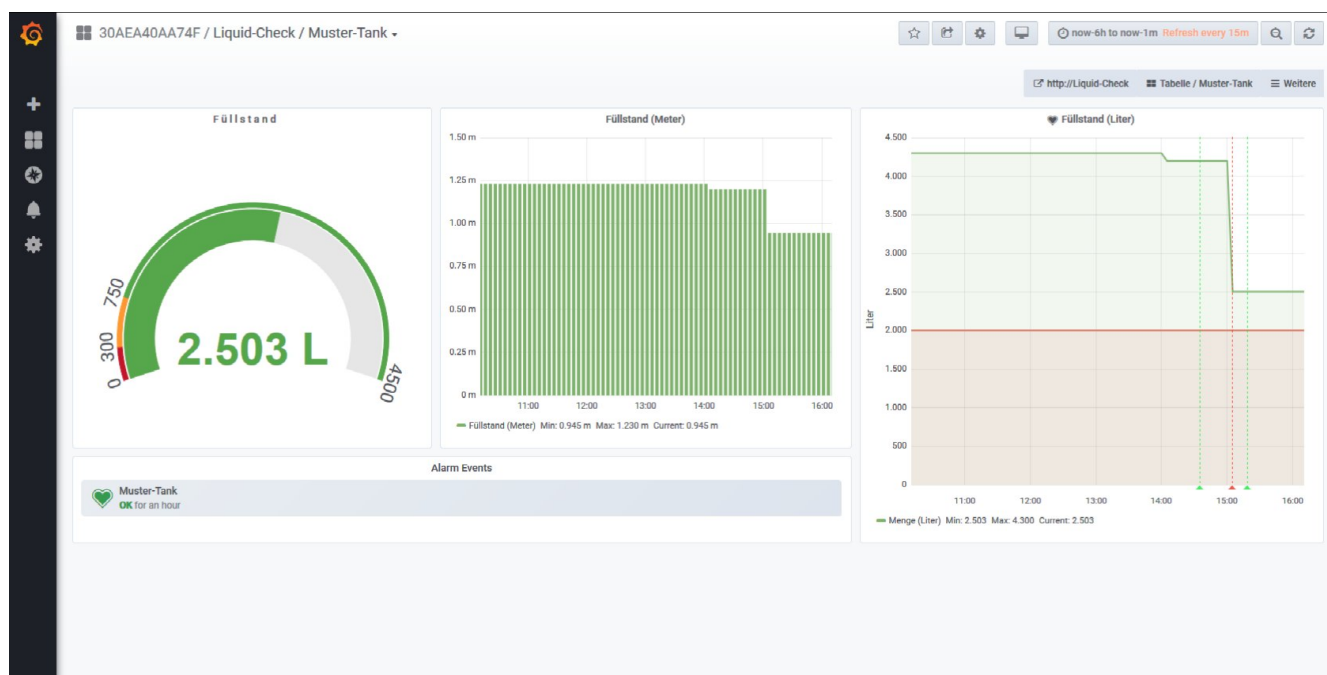 30AEA40AA74F / Liquid-Check / Muster-Tank
now-6h to now-1m Refresh every 15m
http://Liquid-Check Tabelle / Muster-Tank Weitere
Füllstand
0
300
750
4500
2.503 L
Füllstand (Meter)
1.50 m
1.25 m
1.00 m
0.75 m
0.50 m
0.25 m
0 m
11:00 12:00 13:00 14:00 15:00 16:00
Füllstand (Meter) Min: 0.945 m Max: 1.230 m Current: 0.945 m
Füllstand (Liter)
Liter
4.500
4.000
3.500
3.000
2.500
2.000
1.500
1.000
500
0
11:00 12:00 13:00 14:00 15:00 16:00
Menge (Liter) Min: 2.503 Max: 4.300 Current: 2.503
Alarm Events
Muster-Tank
OK for an hour